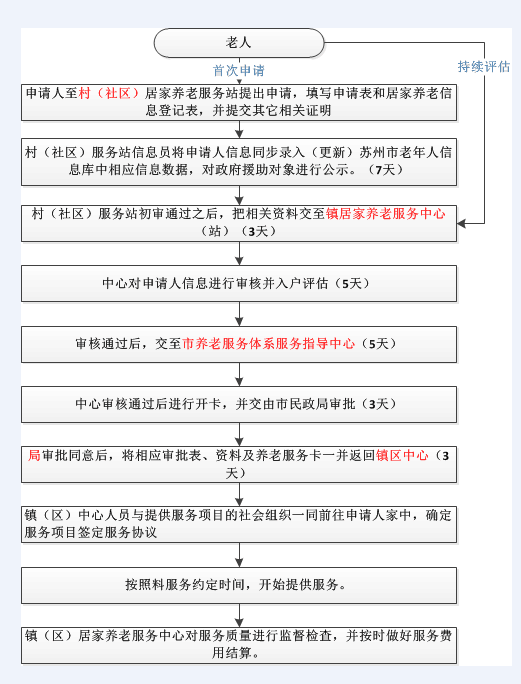 老人
首次申请
持续评估
申请人至村（社区）居家养老服务站提出申请，填写申请表和居家养老信
息登记表，并提交其它相关证明
村（社区）服务站信息员将申请人信息同步录入（更新）苏州市老年人信
息库中相应信息数据，对政府援助对象进行公示。（7天）
村（社区）服务站初审通过之后，把相关资料交至镇居家养老服务中心
（站）（3天）
中心对申请人信息进行审核并入户评估（5天）
审核通过后，交至市养老服务体系服务指导中心（5天）
中心审核通过后进行开卡，并交由市民政局审批（3天）
局审批同意后，将相应审批表、资料及养老服务卡一并返回镇区中心（3
天）
镇（区）中心人员与提供服务项目的社会组织一同前往申请人家中，确定
服务项目签定服务协议
按照料服务约定时间，开始提供服务。
镇（区）居家养老服务中心对服务质量进行监督检查，并按时做好服务费
用结算。